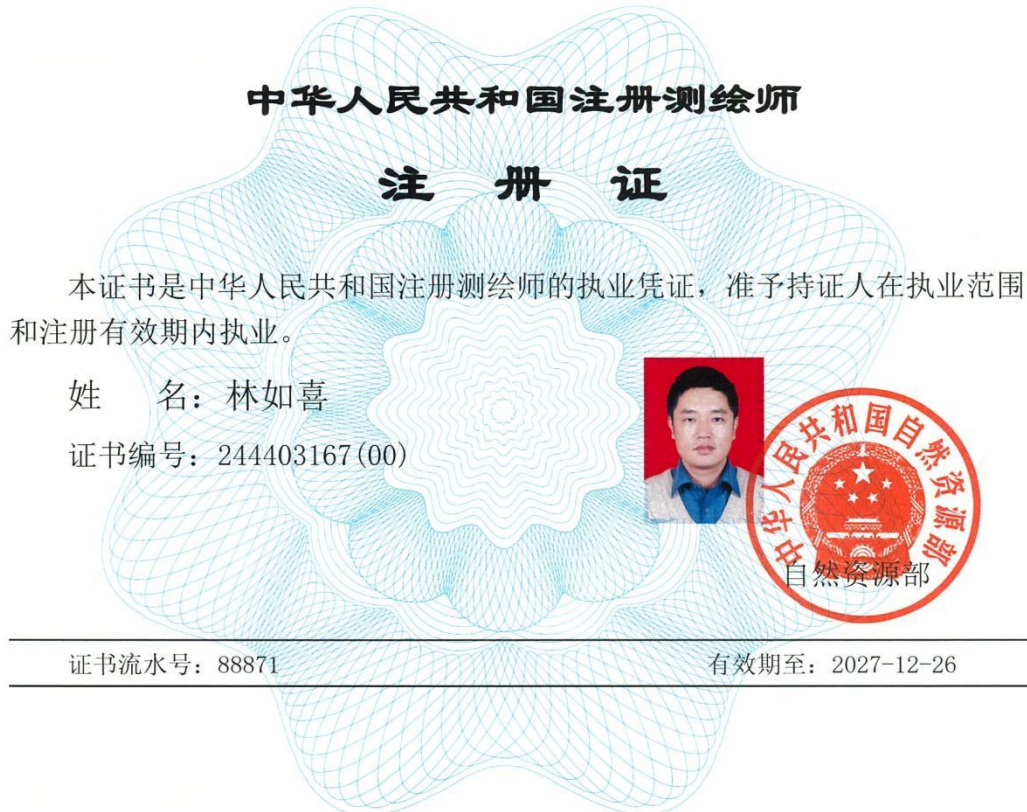 中华人民共和国注册测绘师
注 册 证
本证书是中华人民共和国注册测绘师的执业凭证，准予持证人在执业范围
和注册有效期内执业。
姓 名：林如喜
证书编号：244403167(00)
中华人民共和国自然资源部
自然资源部
证书流水号：88871 有效期至：2027-12-26